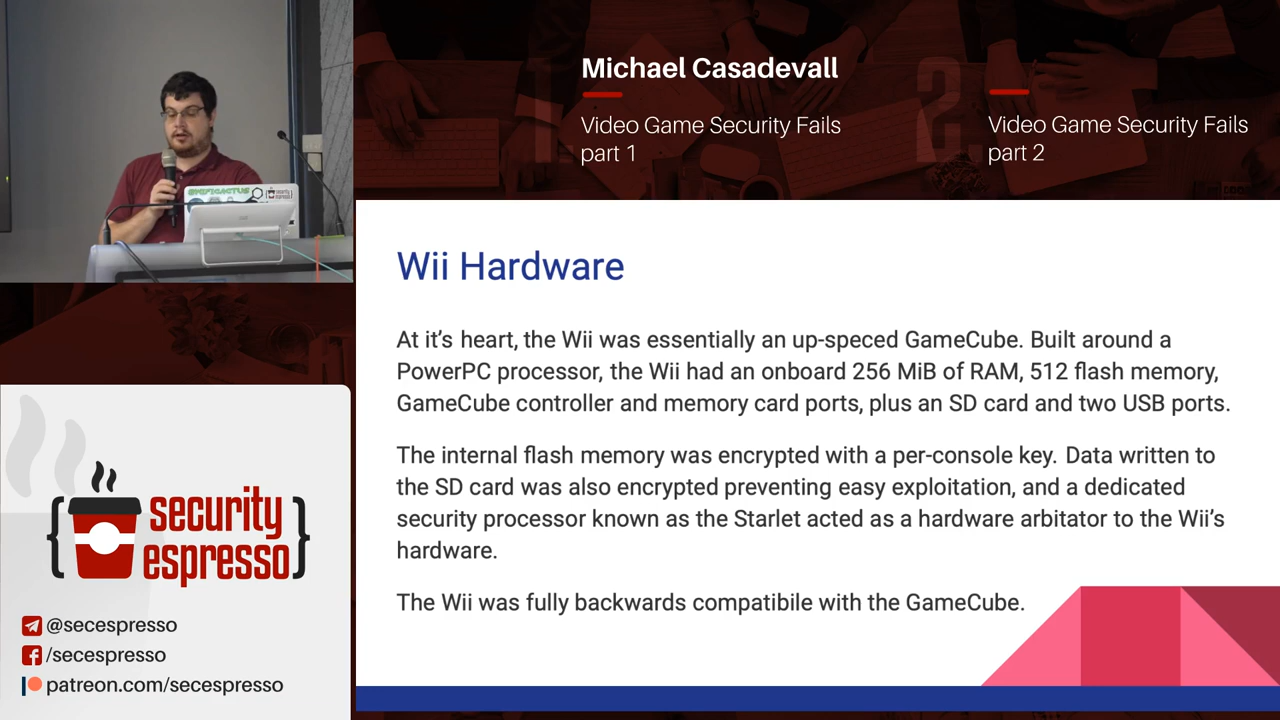 Michael Casadevall
Video Game Security Fails
part 1
Video Game Security Fails
part 2
Wii Hardware
At it's heart, the Wii was essentially an up-speced GameCube. Built around a
PowerPC processor, the Wii had an onboard 256 MiB of RAM, 512 flash memory,
GameCube controller and memory card ports, plus an SD card and two USB ports.
The internal flash memory was encrypted with a per-console key. Data written to
the SD card was also encrypted preventing easy exploitation, and a dedicated
security processor known as the Starlet acted as a hardware arbitator to the Wii's
hardware.
The Wii was fully backwards compatibile with the GameCube.
security
espresso
@secespresso
/secespresso
patreon.com/secespresso
1.
2.